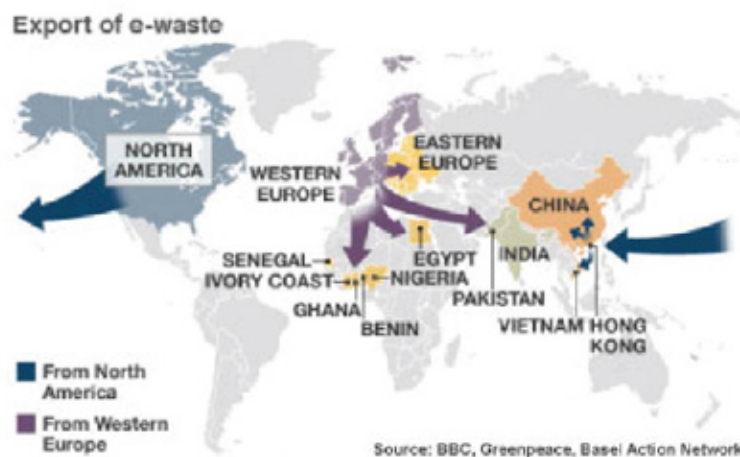 Export of e-waste
NORTH
AMERICA
WESTERN
EUROPE
EASTERN
EUROPE
CHINA
SENEGAL
IVORY COAST
GHANA
BENIN
EGYPT
NIGERIA
INDIA
PAKISTAN
VIETNAM
HONG
KONG
From North
America
From Western
Europe
Source: BBC, Greenpeace, Basel Action Network